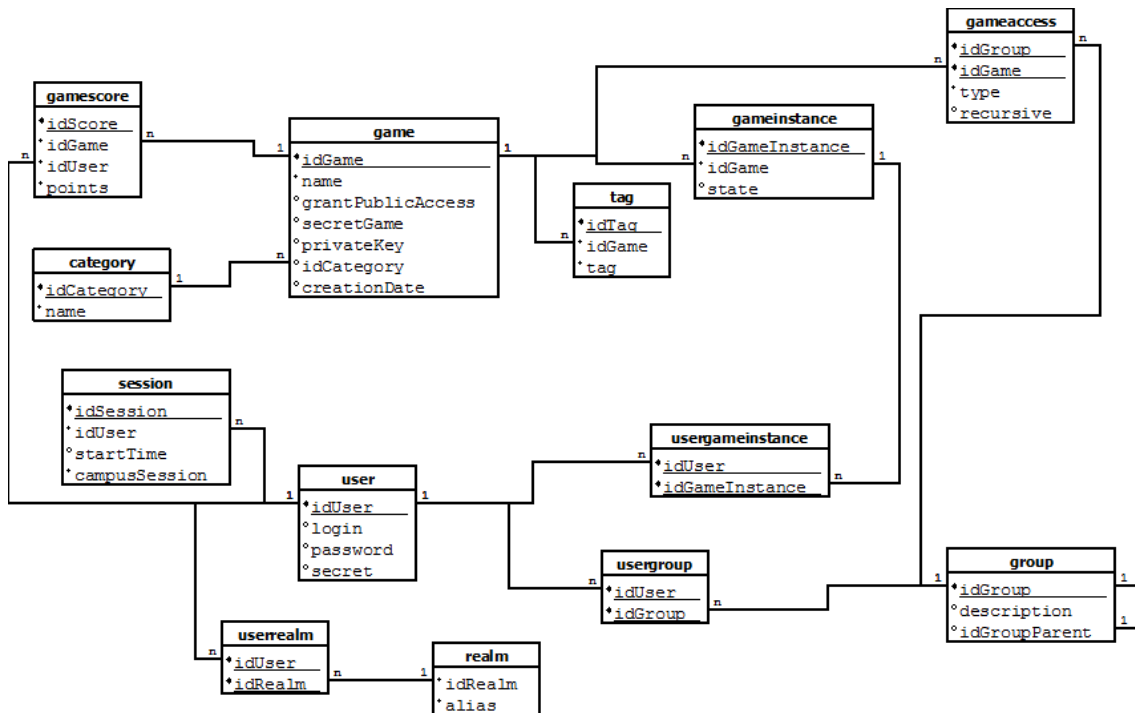 gameaccess
idGroup
idGame
type
recursive
n
n
gamescore
idScore
idGame
idUser
points
n
n
game
idGame
name
grantPublicAccess
secretGame
privateKey
idCategory
creationDate
1
1
n
gameinstance
idGameInstance
idGame
state
n
1
tag
idTag
idGame
tag
n
category
idCategory
name
1
session
idSession
idUser
startTime
campusSession
n
usergameinstance
idUser
idGameInstance
n
n
user
idUser
login
password
secret
1
1
usergroup
idUser
idGroup
n
n
group
idGroup
description
idGroupParent
1
1
1
userrealm
idUser
idRealm
n
n
realm
idRealm
alias
1